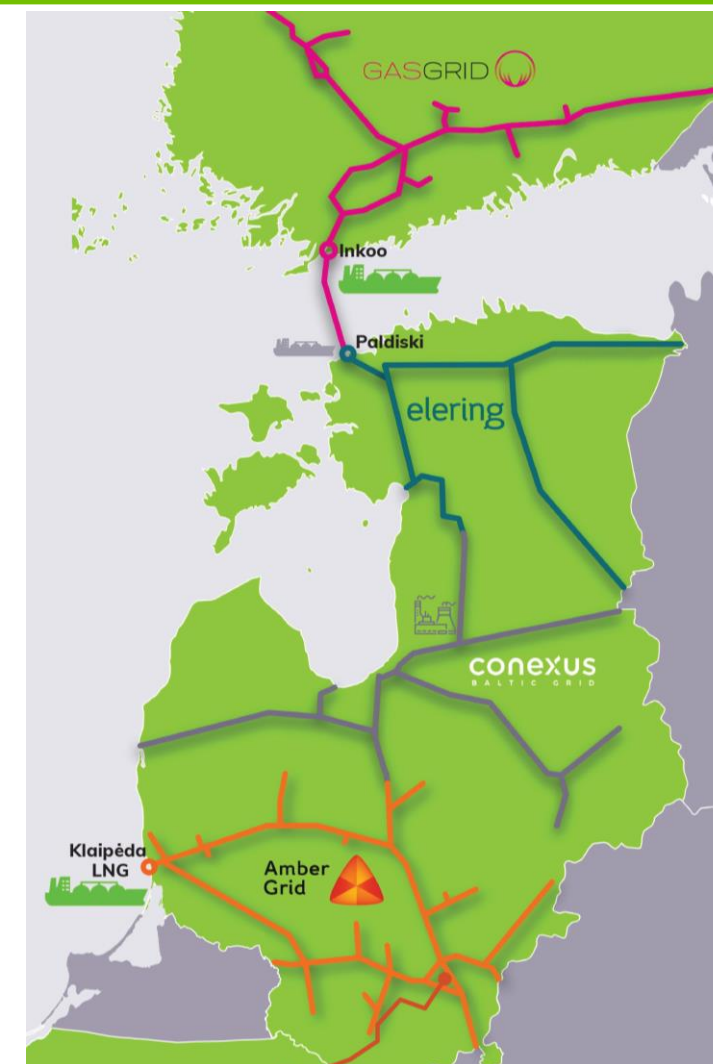 GASGRID
Inkoo
Paldiski
elering
conexus
BALTIC GRID
Klaipėda
LNG
Amber
Grid